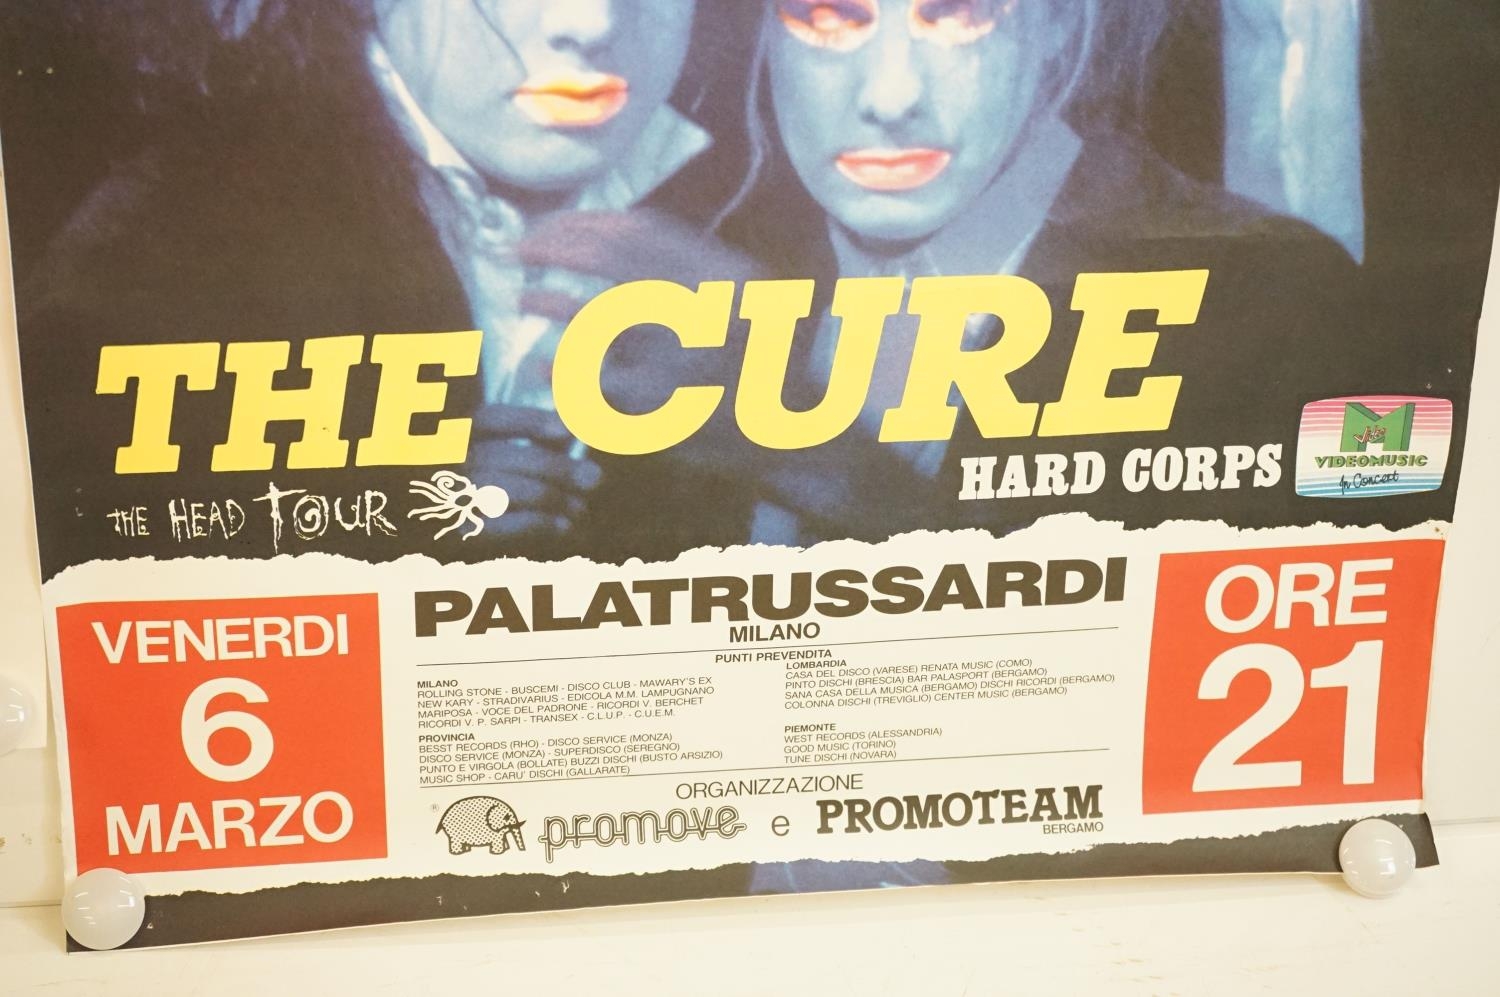 THE CURE
HARD CORPS
THE HEAD TOUR
Video
VIDEOMUSIC
In Concert
VENERDI
6
MARZO
PALATRUSSARDI
MILANO
PUNTI PREVENDITA
MILANO
ROLLING STONE - BUSCEMI - DISCO CLUB - MAWARY'S EX
NEW KARY - STRADIVARIUS - EDICOLA M.M. LAMPUGNANO
MARIPOSA - VOCE DEL PADRONE - RICORDI V. BERCHET
RICORDI V. P. SARPI - TRANSEX - C.L.U.P. - C.U.E.M.
PROVINCIA
BESST RECORDS (RHO) - DISCO SERVICE (MONZA)
DISCO SERVICE (MONZA) - SUPERDISCO (SEREGNO)
PUNTO E VIRGOLA (BOLLATE) BUZZI DISCHI (BUSTO ARSIZIO)
MUSIC SHOP - CARU' DISCHI (GALLARATE)
LOMBARDIA
CASA DEL DISCO (VARESE) RENATA MUSIC (COMO)
PINTO DISCHI (BRESCIA) BAR PALASPORT (BERGAMO)
SANA CASA DELLA MUSICA (BERGAMO) DISCHI RICORDI (BERGAMO)
COLONNA DISCHI (TREVIGLIO) CENTER MUSIC (BERGAMO)
PIEMONTE
WEST RECORDS (ALESSANDRIA)
GOOD MUSIC (TORINO)
TUNE DISCHI (NOVARA)
ORGANIZZAZIONE
® promove e PROMOTEAM
BERGAMO
ORE
21